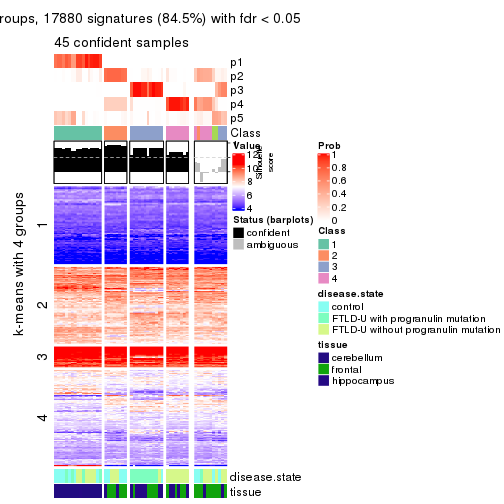 roups, 17880 signatures (84.5%) with fdr < 0.05
45 confident samples
p1
p2
p3
p4
p5
Class
Silhouette
score
k-means with 4 groups
1
2
3
4
disease.state
tissue
Value
12
10
8
6
4
Status (barplots)
confident
ambiguous
Prob
1
0.8
0.6
0.4
0.2
0
Class
1
2
3
4
disease.state
control
FTLD-U with progranulin mutation
FTLD-U without progranulin mutation
tissue
cerebellum
frontal
hippocampus